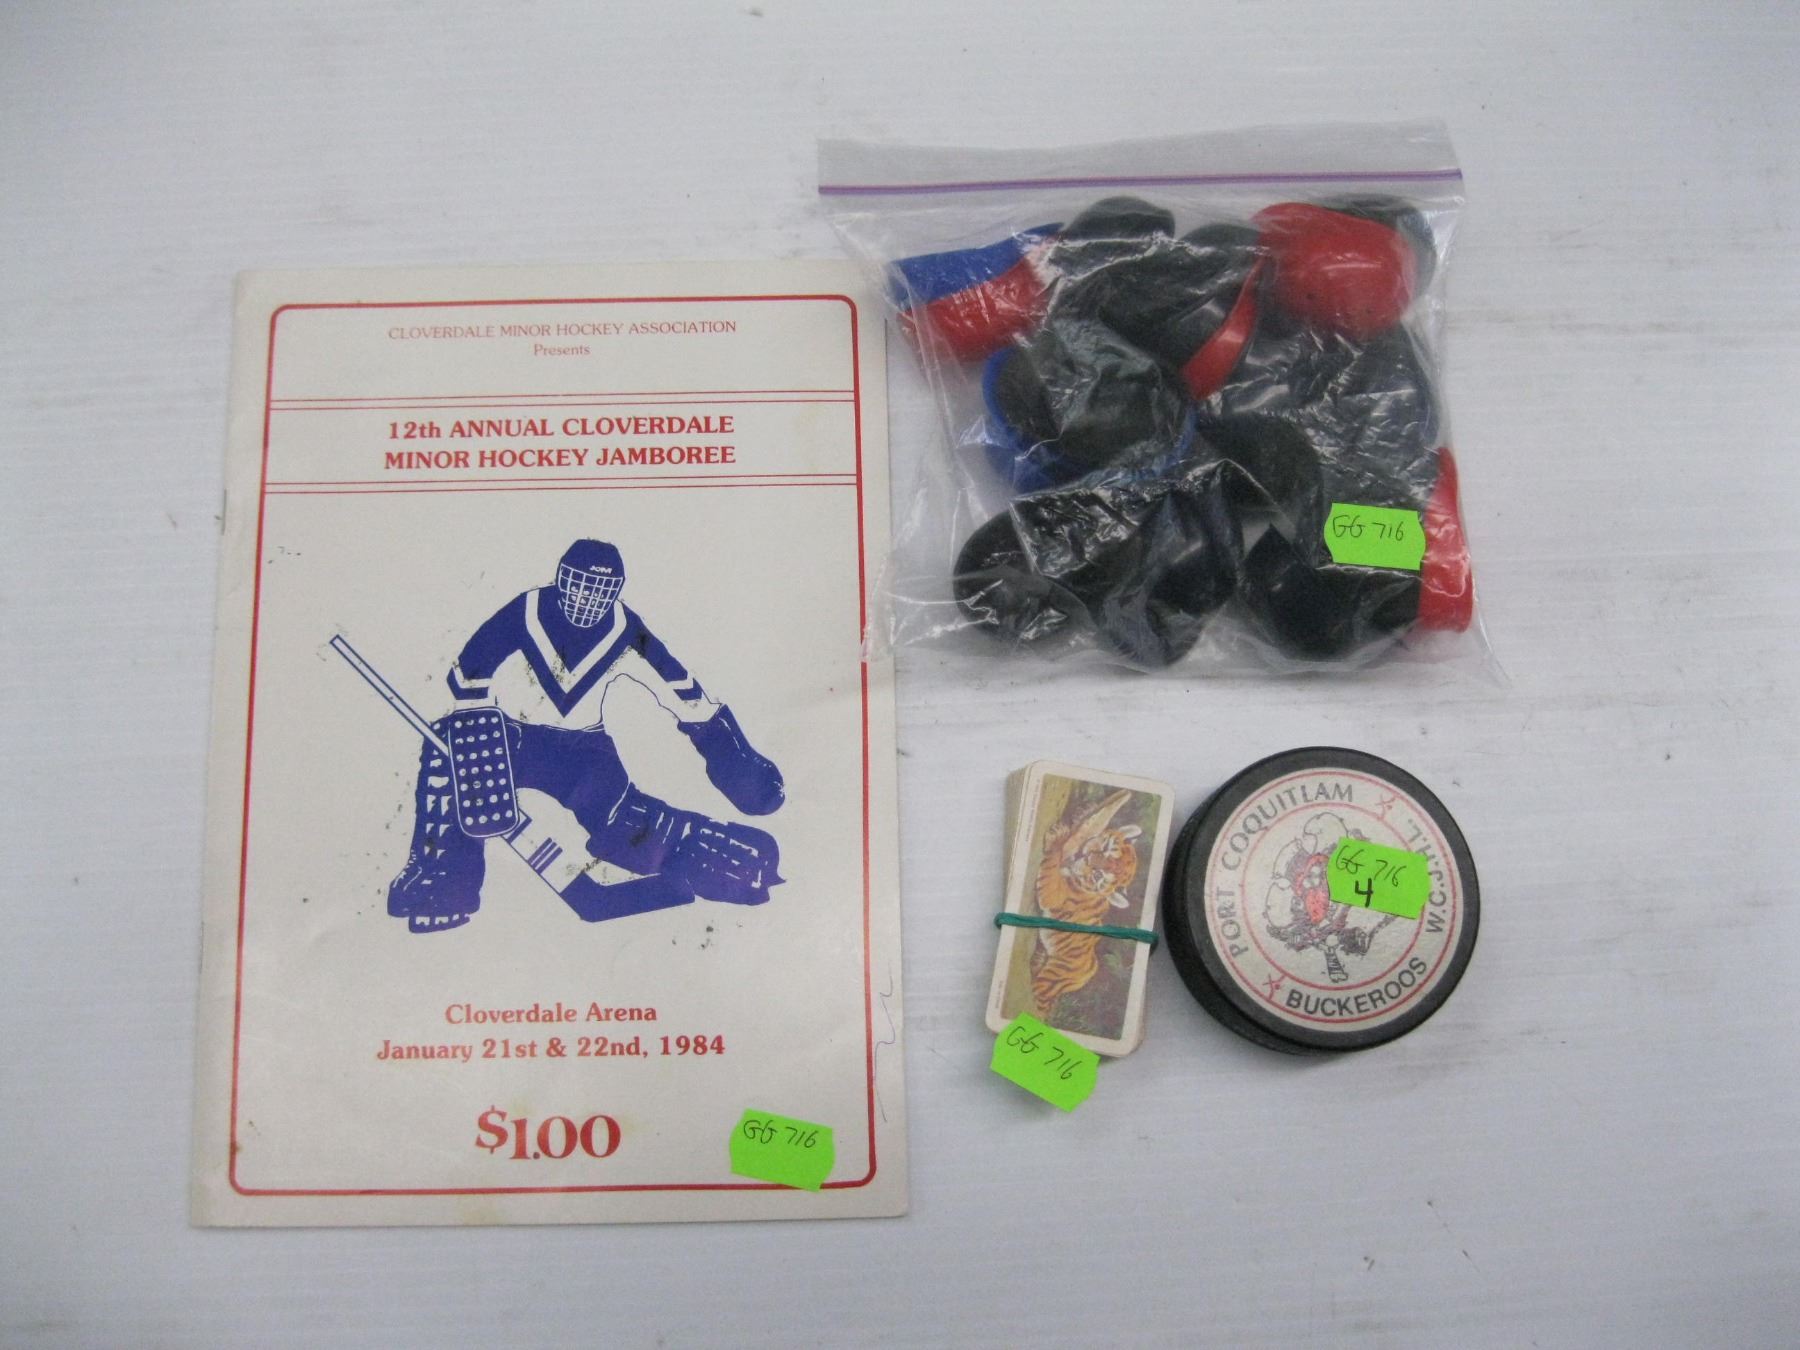 CLOVERDALE MINOR HOCKEY ASSOCIATION
Presents
12th ANNUAL CLOVERDALE
MINOR HOCKEY JAMBOREE
Cloverdale Arena
January 21st & 22nd, 1984
$1.00
GG 716
GG 716
GG 716
PORT COQUITLAM
W.C.J.H.L.
BUCKEROOS
GG 716
4